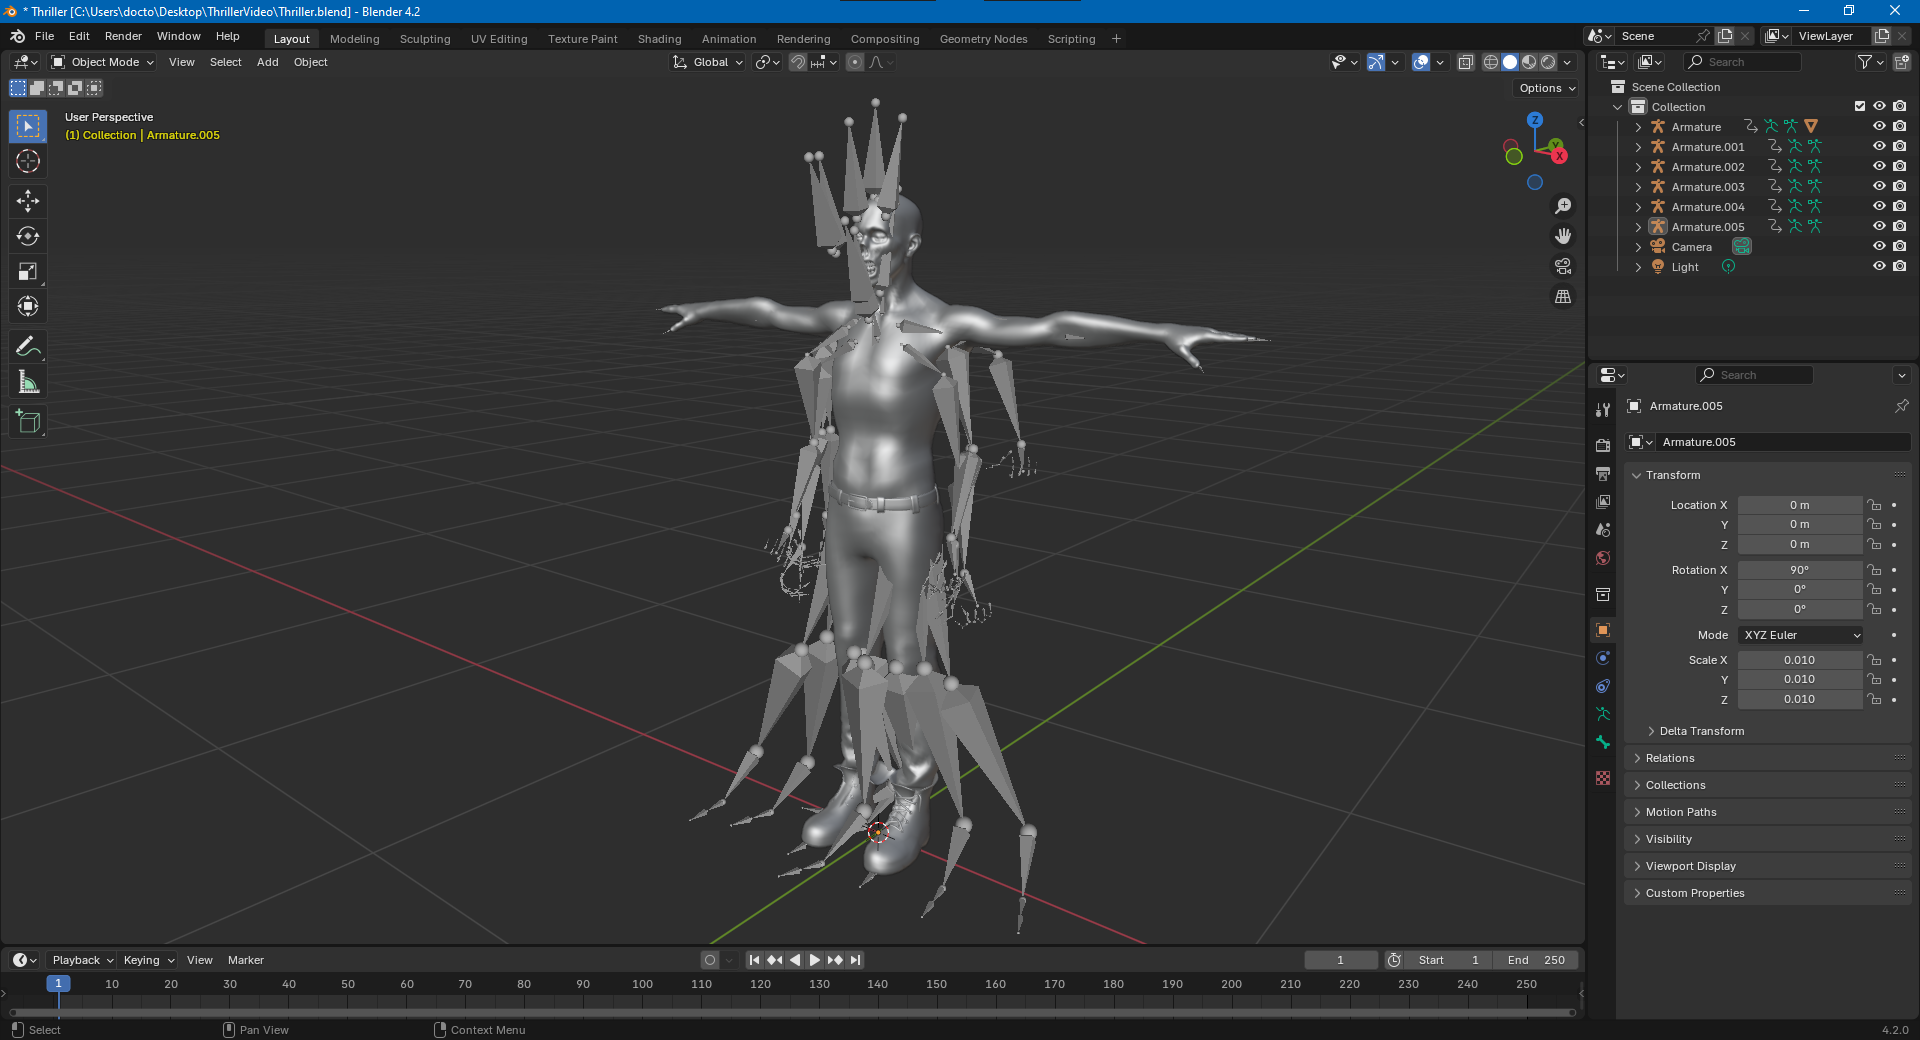 * Thriller [C:\Users\docto\Desktop\ThrillerVideo\Thriller.blend] - Blender 4.2
File Edit Render Window Help Layout Modeling Sculpting UV Editing Texture Paint Shading Animation Rendering Compositing Geometry Nodes Scripting + Scene ViewLayer
Object Mode View Select Add Object Global Search
Options
User Perspective
(1) Collection | Armature.005
Z
Y
X
Scene Collection
Collection
Armature
Armature.001
Armature.002
Armature.003
Armature.004
Armature.005
Camera
Light
Search
Armature.005
Armature.005
Transform
Location X 0 m
Y 0 m
Z 0 m
Rotation X 90°
Y 0°
Z 0°
Mode XYZ Euler
Scale X 0.010
Y 0.010
Z 0.010
Delta Transform
Relations
Collections
Motion Paths
Visibility
Viewport Display
Custom Properties
Playback Keying View Marker 1 Start 1 End 250
1 10 20 30 40 50 60 70 80 90 100 110 120 130 140 150 160 170 180 190 200 210 220 230 240 250
Select Pan View Context Menu 4.2.0